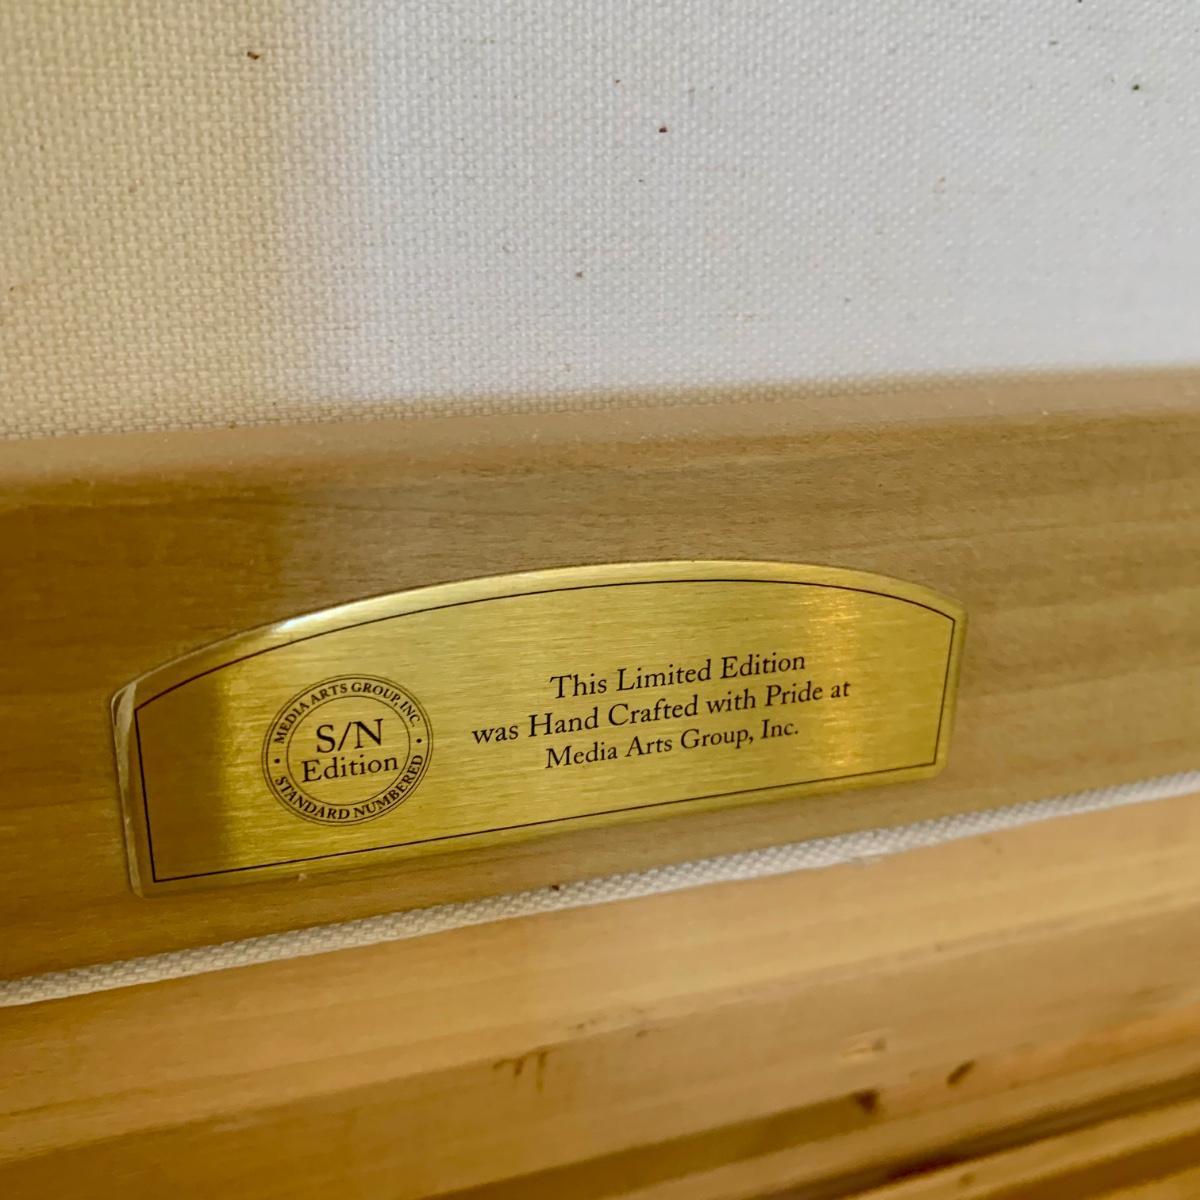 MEDIA ARTS GROUP, INC.
S/N
Edition
STANDARD NUMBERED
This Limited Edition
was Hand Crafted with Pride at
Media Arts Group, Inc.